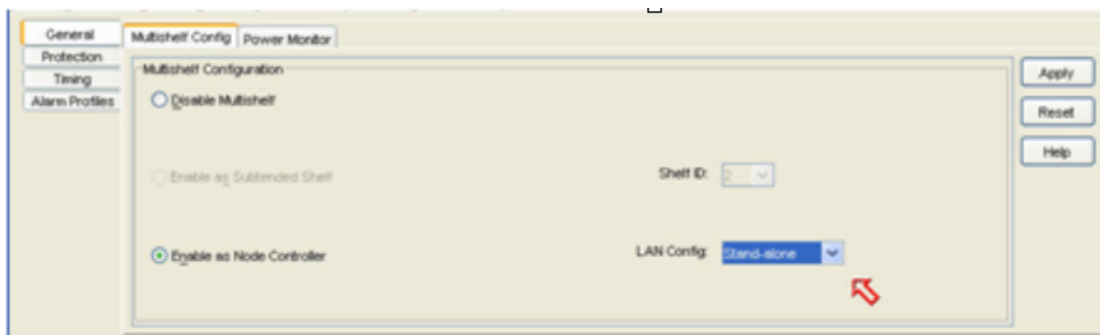 General
Protection
Timing
Alarm Profiles
Multishelf Config Power Monitor
Multishelf Configuration
Disable Multishelf
Enable as Subtended Shelf
Shelf ID: 2
Enable as Node Controller
LAN Config: Stand-alone
Apply
Reset
Help